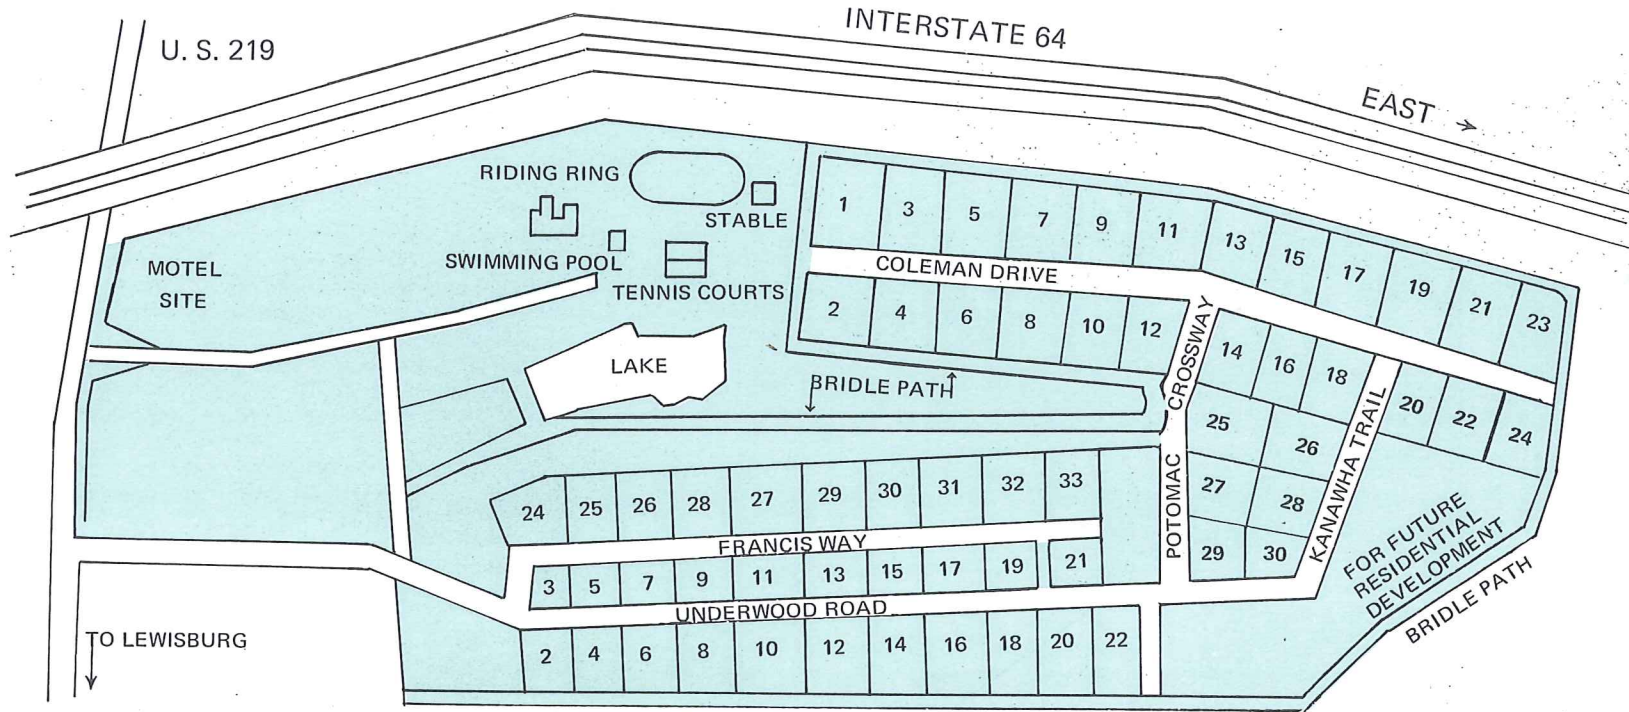 INTERSTATE 64
U. S. 219
EAST →
RIDING RING
STABLE
SWIMMING POOL
TENNIS COURTS
MOTEL
SITE
1 3 5 7 9 11 13 15 17 19 21 23
COLEMAN DRIVE
2 4 6 8 10 12
14 16 18
20 22 24
LAKE
BRIDLE PATH
POTOMAC CROSSWAY
KANAWHA TRAIL
25 26
27 28
29 30
24 25 26 28 27 29 30 31 32 33
FRANCIS WAY
3 5 7 9 11 13 15 17 19 21
UNDERWOOD ROAD
2 4 6 8 10 12 14 16 18 20 22
FOR FUTURE
RESIDENTIAL
DEVELOPMENT
BRIDLE PATH
TO LEWISBURG